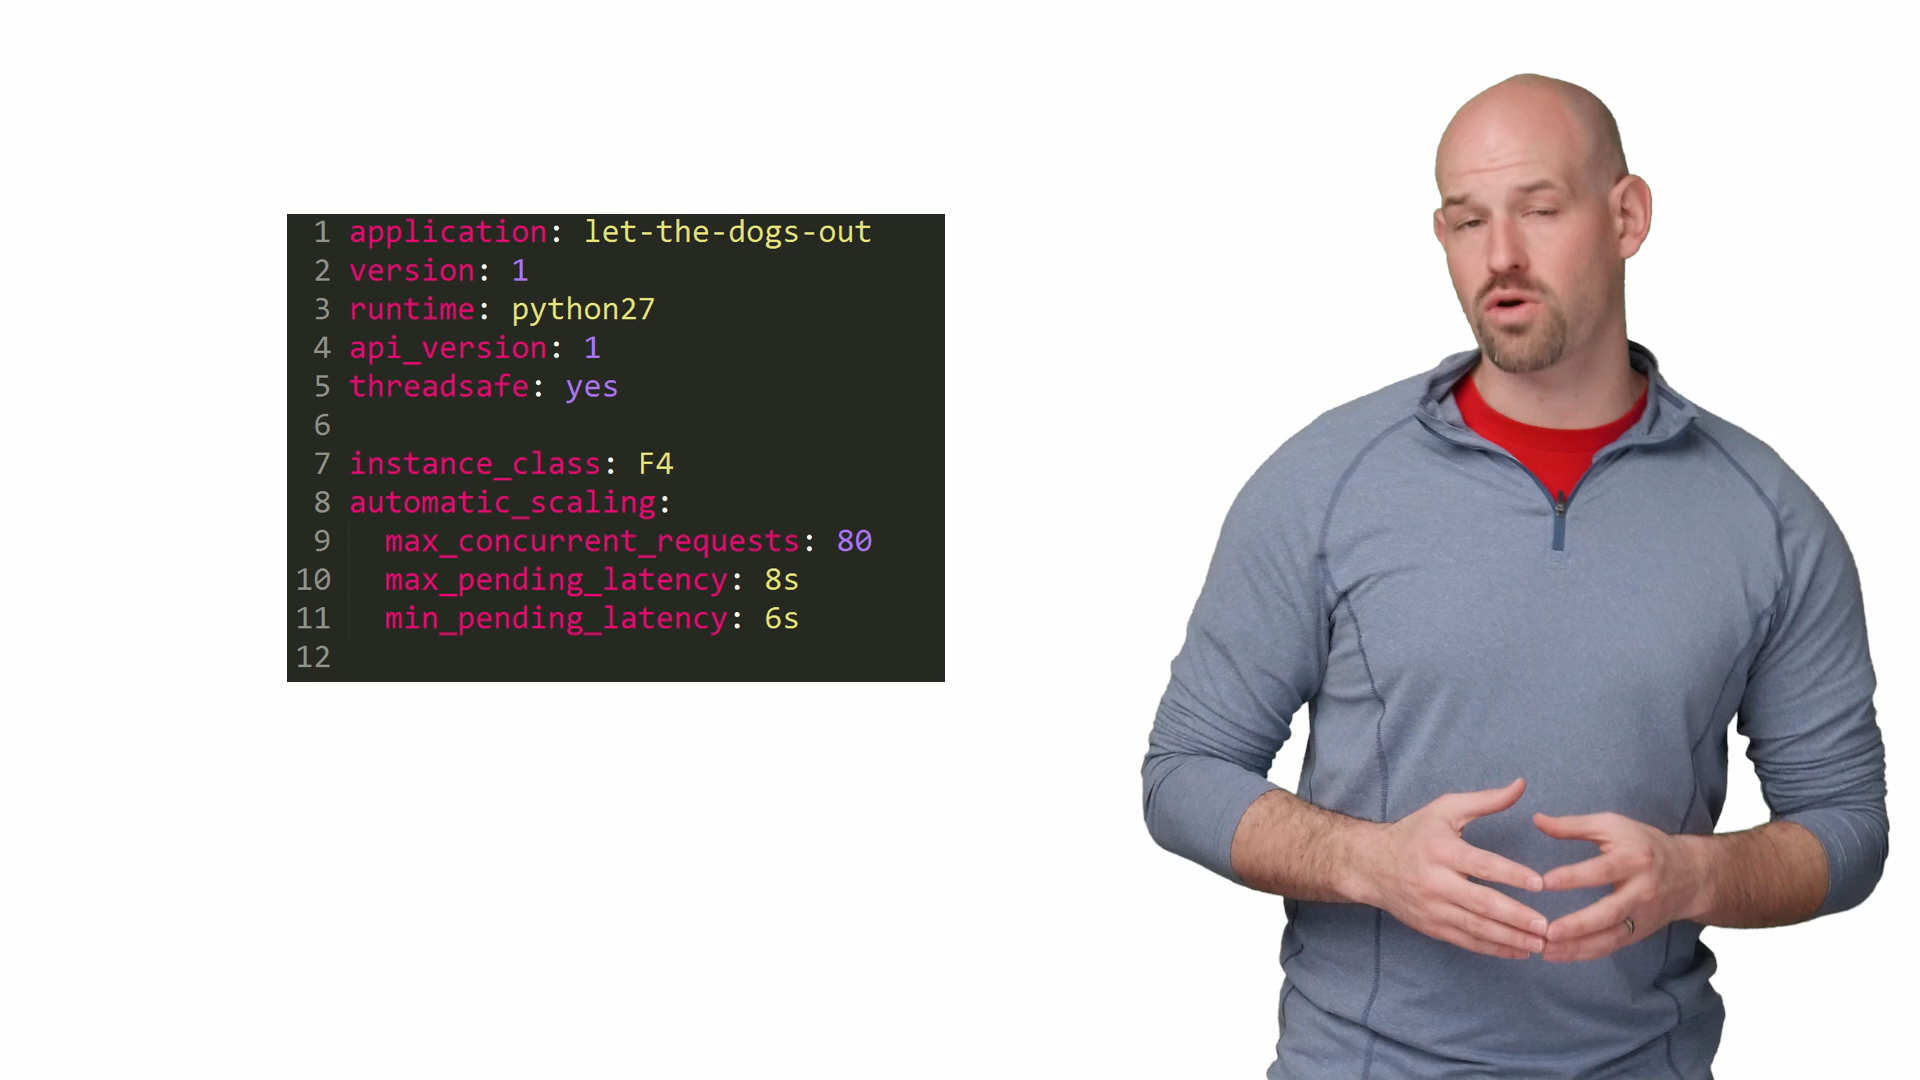 1 application: let-the-dogs-out
2 version: 1
3 runtime: python27
4 api_version: 1
5 threadsafe: yes
6
7 instance_class: F4
8 automatic_scaling:
9 max_concurrent_requests: 80
10 max_pending_latency: 8s
11 min_pending_latency: 6s
12